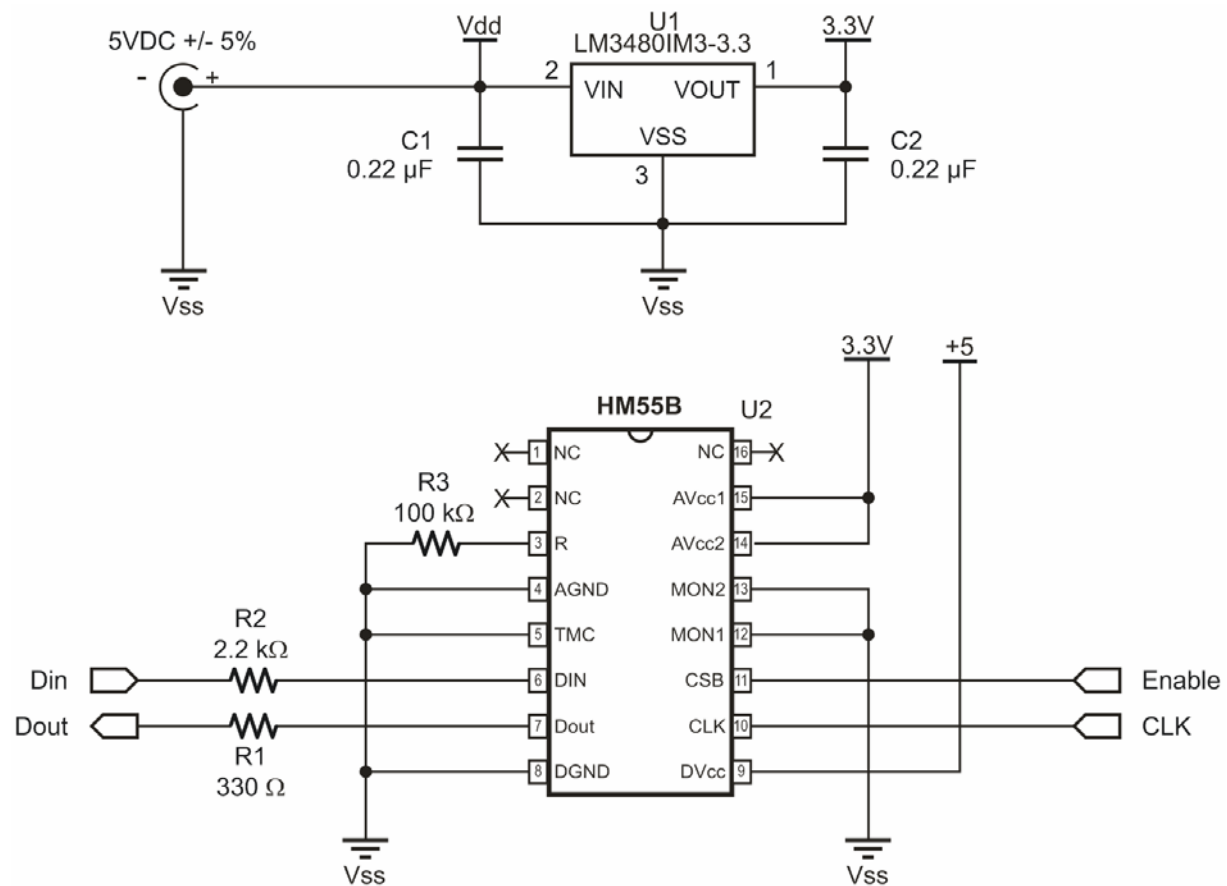 5VDC +/- 5%
- +
Vdd
U1
LM3480IM3-3.3
3.3V
2
VIN
VOUT
1
VSS
3
C1
0.22 µF
C2
0.22 µF
Vss
Vss
3.3V
+5
HM55B
U2
X 1 NC
NC 16 X
X 2 NC
AVcc1 15
R3
100 kΩ
3 R
AVcc2 14
4 AGND
MON2 13
5 TMC
MON1 12
R2
2.2 kΩ
Din
6 DIN
CSB 11
Enable
Dout
7 Dout
CLK 10
CLK
R1
330 Ω
8 DGND
DVcc 9
Vss
Vss